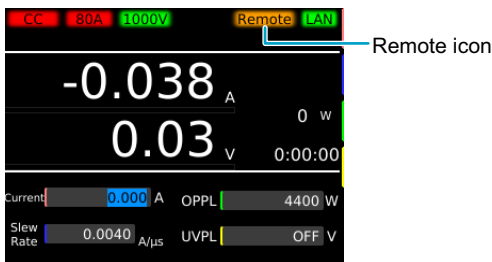 CC 80A 1000V Remote LAN
Remote icon
-0.038 A
0 W
0.03 V
0:00:00
Current 0.000 A OPPL 4400 W
Slew Rate 0.0040 A/µs UVPL OFF V